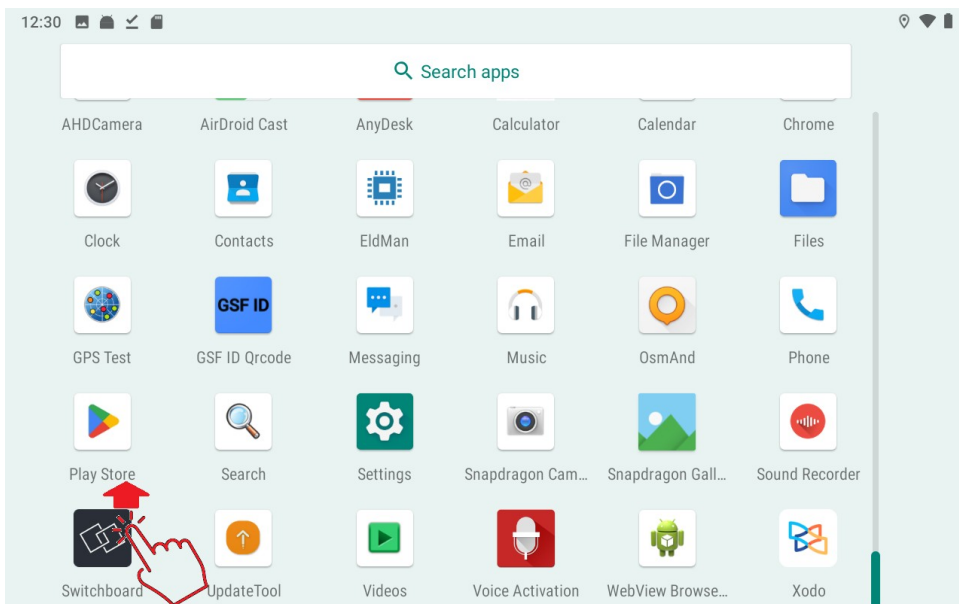 12:30
Search apps
AHDCamera AirDroid Cast AnyDesk Calculator Calendar Chrome
Clock Contacts EldMan Email File Manager Files
GSF ID
GPS Test GSF ID Qrcode Messaging Music OsmAnd Phone
Play Store Search Settings Snapdragon Cam... Snapdragon Gall... Sound Recorder
Switchboard UpdateTool Videos Voice Activation WebView Browse... Xodo